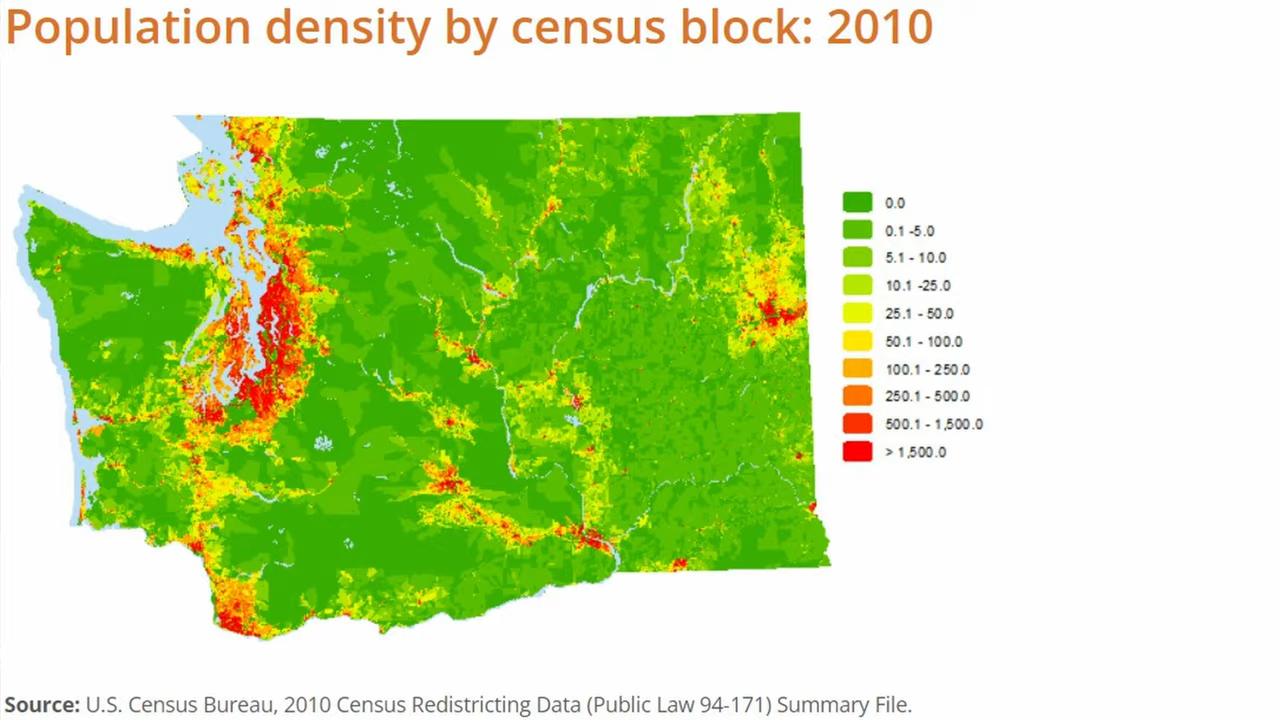 Population density by census block: 2010
0.0
0.1 -5.0
5.1 - 10.0
10.1 -25.0
25.1 - 50.0
50.1 - 100.0
100.1 - 250.0
250.1 - 500.0
500.1 - 1,500.0
> 1,500.0
Source: U.S. Census Bureau, 2010 Census Redistricting Data (Public Law 94-171) Summary File.